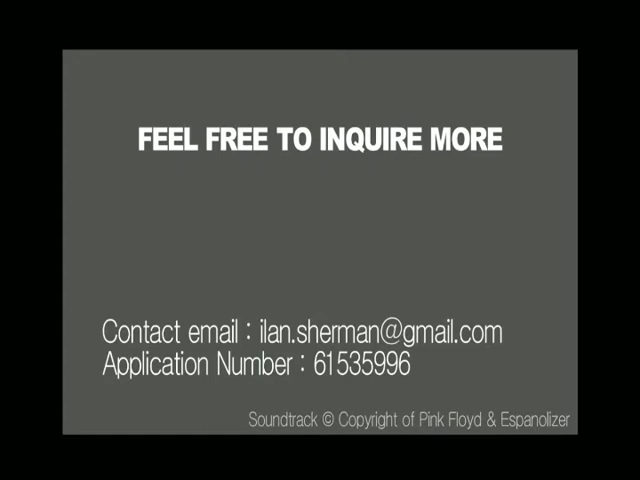 FEEL FREE TO INQUIRE MORE
Contact email : ilan.sherman@gmail.com
Application Number : 61535996
Soundtrack © Copyright of Pink Floyd & Espanolizer